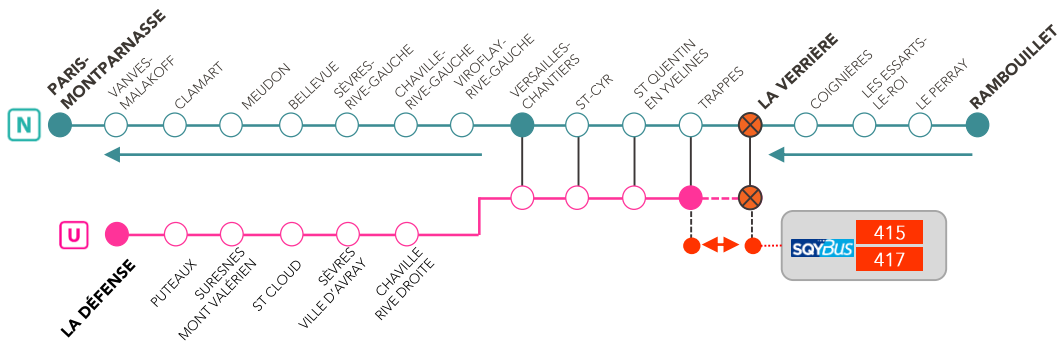 PARIS-
MONTPARNASSE
VANVES-
MALAKOFF
CLAMART
MEUDON
BELLEVUE
SÈVRES-
RIVE-GAUCHE
CHAVILLE-
RIVE-GAUCHE
VIROFLAY-
RIVE-GAUCHE
VERSAILLES-
CHANTIERS
ST-CYR
ST QUENTIN
EN YVELINES
TRAPPES
LA VERRIÈRE
COIGNIÈRES
LES ESSARTS-
LE-ROI
LE PERRAY
RAMBOUILLET
N
U
LA DÉFENSE
PUTEAUX
SURESNES
MONT VALÉRIEN
ST CLOUD
SÈVRES
VILLE D'AVRAY
CHAVILLE
RIVE DROITE
SQYBUS
415
417